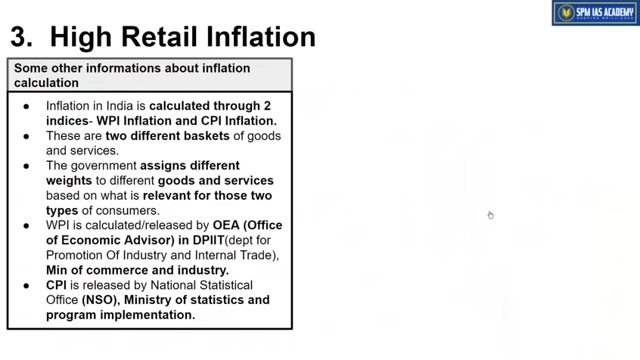 SPM IAS ACADEMY
3. High Retail Inflation
Some other informations about inflation
calculation
● Inflation in India is calculated through 2
indices- WPI Inflation and CPI Inflation.
● These are two different baskets of goods
and services.
● The government assigns different
weights to different goods and services
based on what is relevant for those two
types of consumers.
● WPI is calculated/released by OEA (Office
of Economic Advisor) in DPIIT(dept for
Promotion Of Industry and Internal Trade),
Min of commerce and industry.
● CPI is released by National Statistical
Office (NSO), Ministry of statistics and
program implementation.